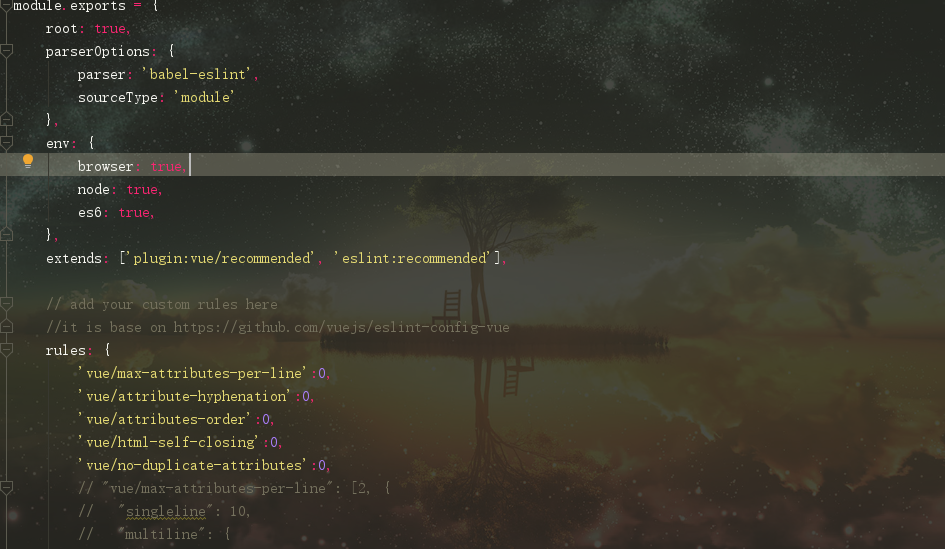 module.exports = {
root: true,
parserOptions: {
parser: 'babel-eslint',
sourceType: 'module'
},
env: {
browser: true,
node: true,
es6: true,
},
extends: ['plugin:vue/recommended', 'eslint:recommended'],
// add your custom rules here
//it is base on https://github.com/vuejs/eslint-config-vue
rules: {
'vue/max-attributes-per-line':0,
'vue/attribute-hyphenation':0,
'vue/attributes-order':0,
'vue/html-self-closing':0,
'vue/no-duplicate-attributes':0,
// "vue/max-attributes-per-line": [2, {
//   "singleline": 10,
//   "multiline": {